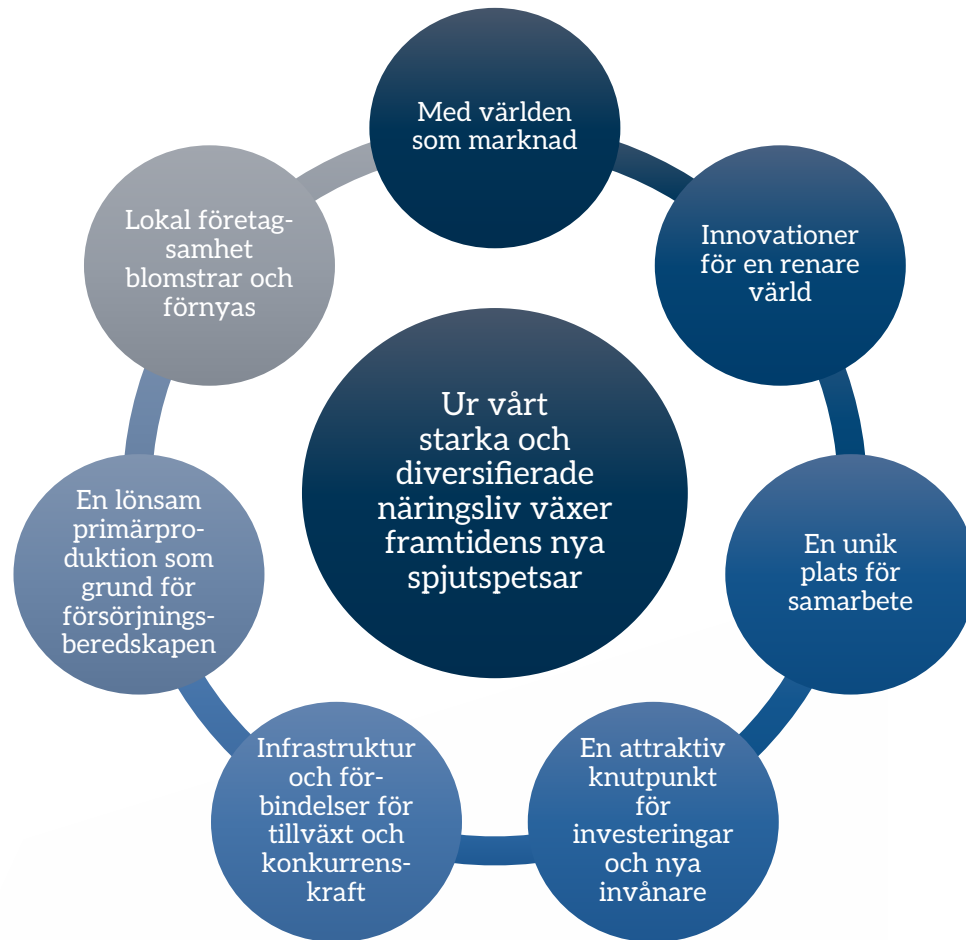 Med världen
som marknad
Innovationer
för en renare
värld
En unik
plats för
samarbete
En attraktiv
knutpunkt
för
investeringar
och nya
invånare
Infrastruktur
och för-
bindelser för
tillväxt och
konkurrens-
kraft
En lönsam
primärpro-
duktion som
grund för
försörjnings-
beredskapen
Lokal företag-
samhet
blomstrar och
förnyas
Ur vårt
starka och
diversifierade
näringsliv växer
framtidens nya
spjutspetsar